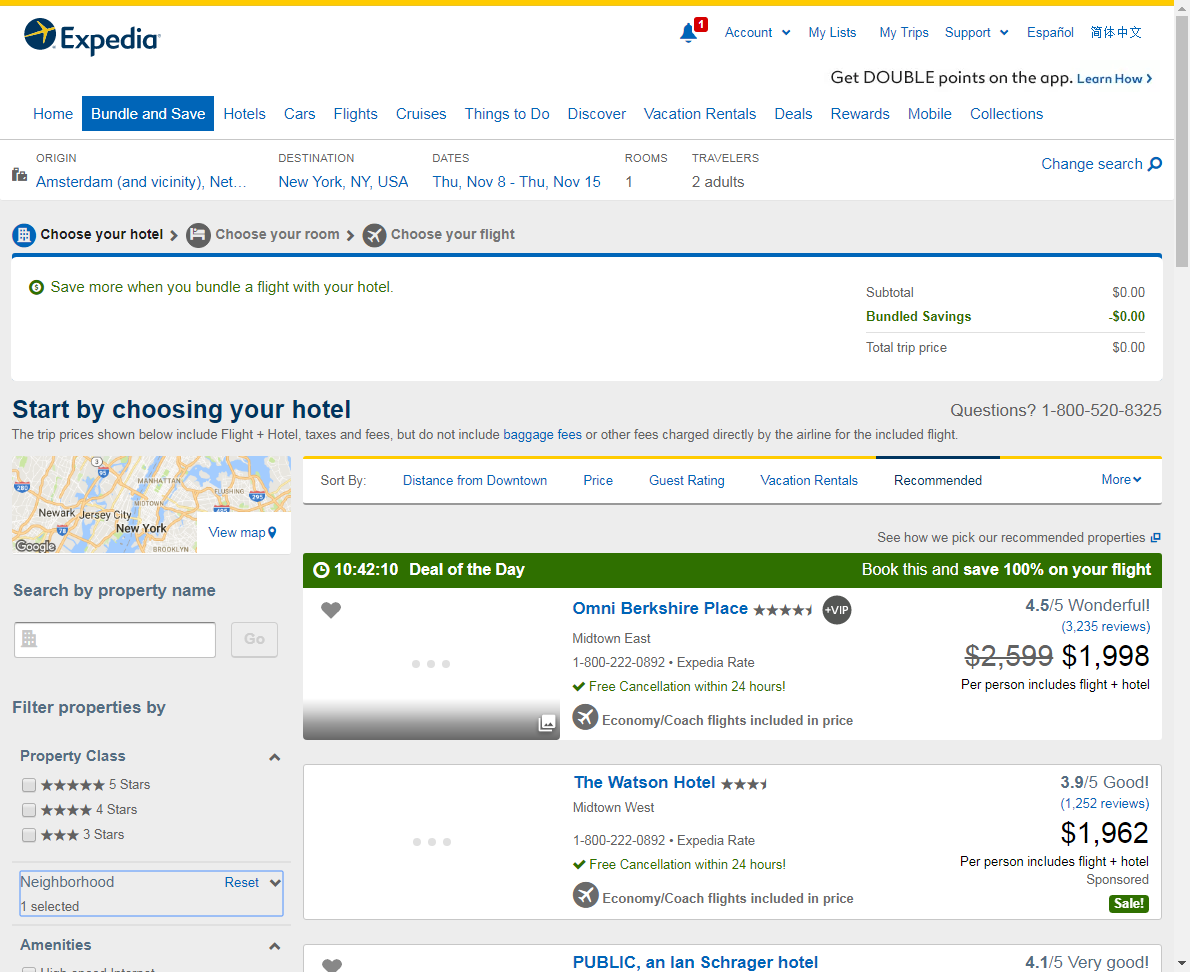 Expedia
1
Account
My Lists
My Trips
Support
Español
简体中文
Get DOUBLE points on the app. Learn How
Home
Bundle and Save
Hotels
Cars
Flights
Cruises
Things to Do
Discover
Vacation Rentals
Deals
Rewards
Mobile
Collections
ORIGIN
Amsterdam (and vicinity), Net...
DESTINATION
New York, NY, USA
DATES
Thu, Nov 8 - Thu, Nov 15
ROOMS
1
TRAVELERS
2 adults
Change search
Choose your hotel
Choose your room
Choose your flight
Save more when you bundle a flight with your hotel.
Subtotal $0.00
Bundled Savings -$0.00
Total trip price $0.00
Start by choosing your hotel
Questions? 1-800-520-8325
The trip prices shown below include Flight + Hotel, taxes and fees, but do not include baggage fees or other fees charged directly by the airline for the included flight.
3
95
280
MANHATTAN
FLUSHING
295
MIDTOWN
495
Newark
Jersey City
78
New York
BROOKLYN
Google
View map
Sort By:
Distance from Downtown
Price
Guest Rating
Vacation Rentals
Recommended
More
See how we pick our recommended properties
Search by property name
Go
Filter properties by
Property Class
5 Stars
4 Stars
3 Stars
Neighborhood
Reset
1 selected
Amenities
High-speed Internet
10:42:10 Deal of the Day
Book this and save 100% on your flight
Omni Berkshire Place
+VIP
Midtown East
1-800-222-0892 • Expedia Rate
Free Cancellation within 24 hours!
Economy/Coach flights included in price
4.5/5 Wonderful!
(3,235 reviews)
$2,599 $1,998
Per person includes flight + hotel
The Watson Hotel
Midtown West
1-800-222-0892 • Expedia Rate
Free Cancellation within 24 hours!
Economy/Coach flights included in price
3.9/5 Good!
(1,252 reviews)
$1,962
Per person includes flight + hotel
Sponsored
Sale!
PUBLIC, an Ian Schrager hotel
4.1/5 Very good!